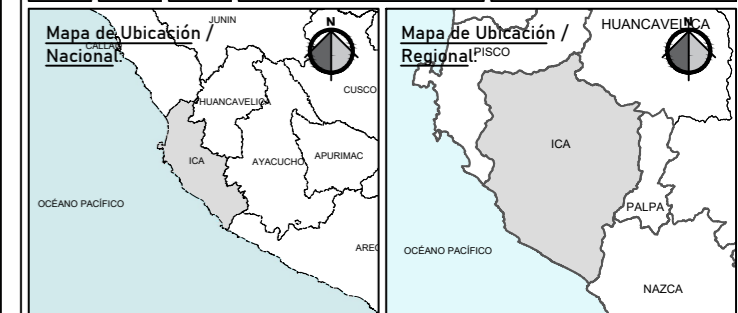 Mapa de Ubicación /
Nacional:
N
JUNIN
CALLAO
HUANCAVELICA
CUSCO
ICA
AYACUCHO
APURIMAC
OCÉANO PACÍFICO
AREQ
Mapa de Ubicación /
Regional:
N
HUANCAVELICA
PISCO
ICA
PALPA
OCÉANO PACÍFICO
NAZCA